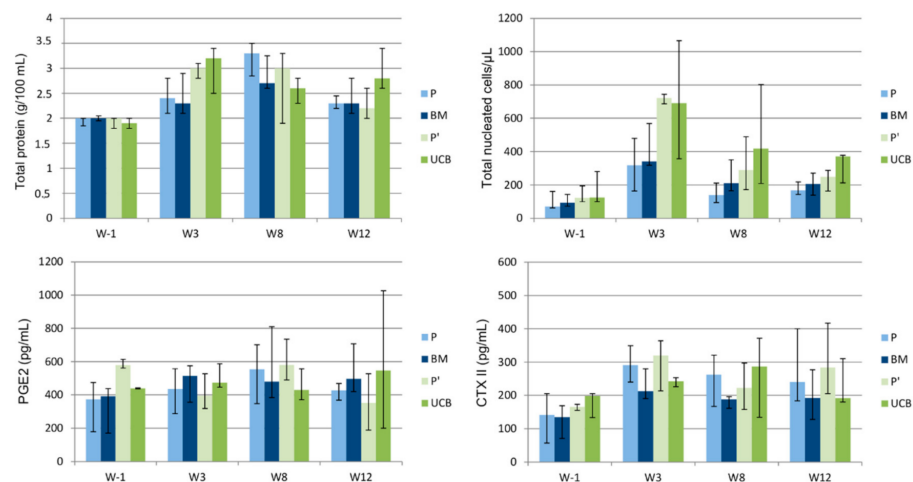 Total protein (g/100 mL)
4
3.5
3
2.5
2
1.5
1
0.5
0
W-1 W3 W8 W12
P
BM
P'
UCB
Total nucleated cells/µL
1200
1000
800
600
400
200
0
W-1 W3 W8 W12
P
BM
P'
UCB
PGE2 (pg/mL)
1200
1000
800
600
400
200
0
W-1 W3 W8 W12
P
BM
P'
UCB
CTX II (pg/mL)
600
500
400
300
200
100
0
W-1 W3 W8 W12
P
BM
P'
UCB